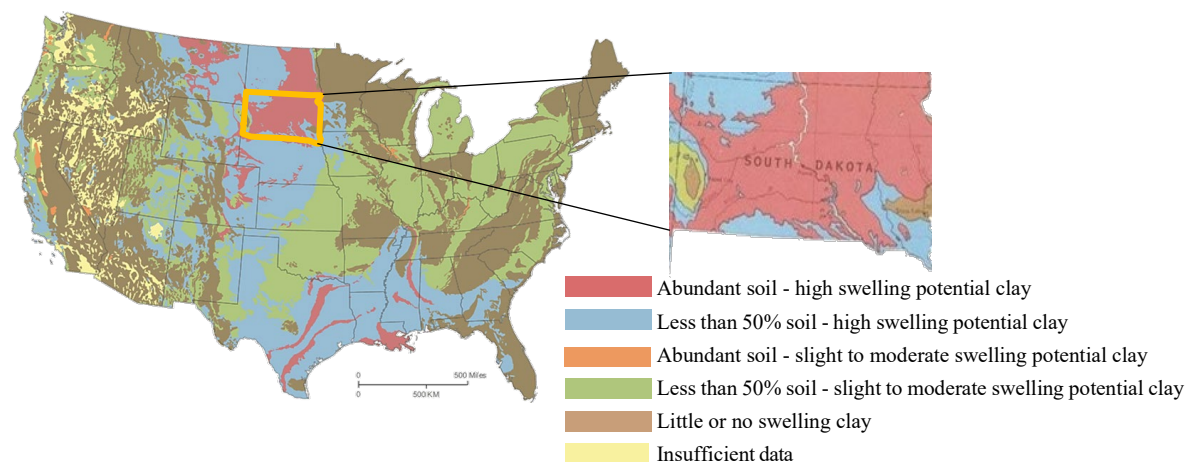 SOUTH DAKOTA
0 500 Miles
0 500 KM
Abundant soil - high swelling potential clay
Less than 50% soil - high swelling potential clay
Abundant soil - slight to moderate swelling potential clay
Less than 50% soil - slight to moderate swelling potential clay
Little or no swelling clay
Insufficient data